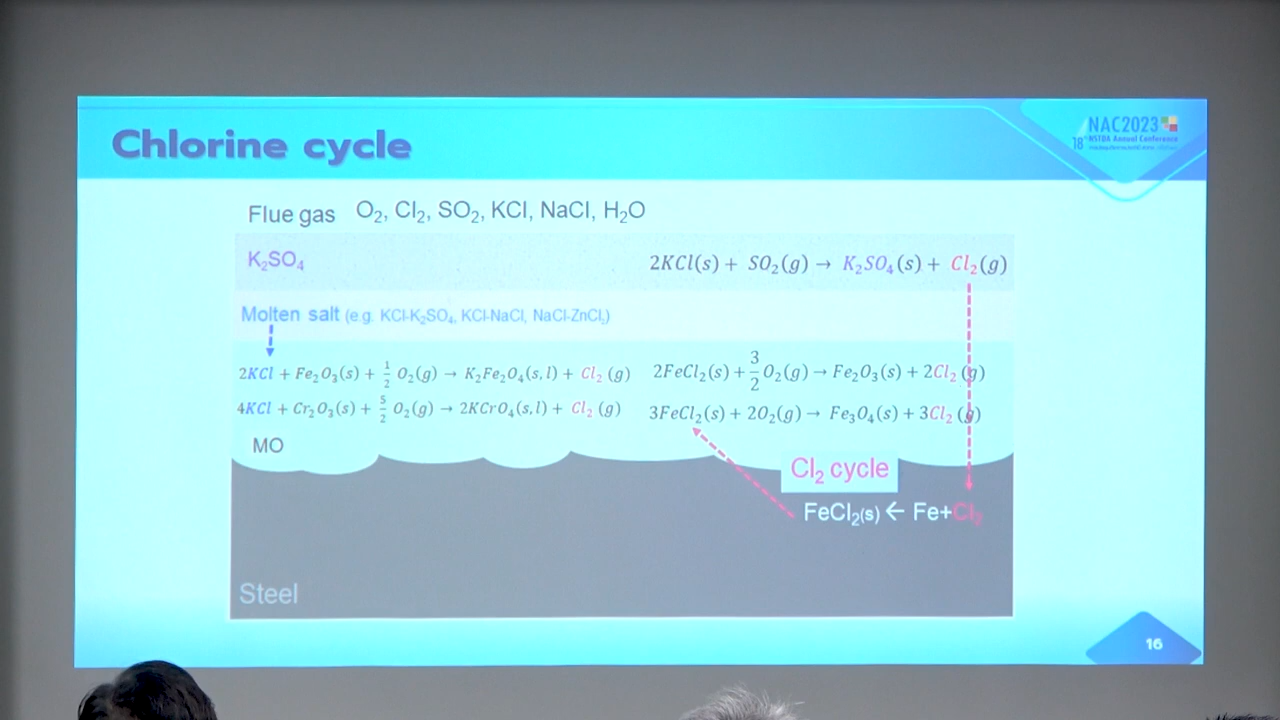 Chlorine cycle
NAC2023
18th NSTDA Annual Conference
Flue gas O₂, Cl₂, SO₂, KCl, NaCl, H₂O
K₂SO₄ 2KCl(s) + SO₂(g) → K₂SO₄(s) + Cl₂(g)
Molten salt (e.g. KCl-K₂SO₄, KCl-NaCl, NaCl-ZnCl₂)
2KCl + Fe₂O₃(s) + 1/2 O₂(g) → K₂Fe₂O₄(s,l) + Cl₂ (g)
4KCl + Cr₂O₃(s) + 5/2 O₂(g) → 2KCrO₄(s,l) + Cl₂ (g)
2FeCl₂(s) + 3/2 O₂(g) → Fe₂O₃(s) + 2Cl₂ (g)
3FeCl₂(s) + 2O₂(g) → Fe₃O₄(s) + 3Cl₂ (g)
MO
Cl₂ cycle
FeCl₂(s) ← Fe+Cl₂
Steel
16